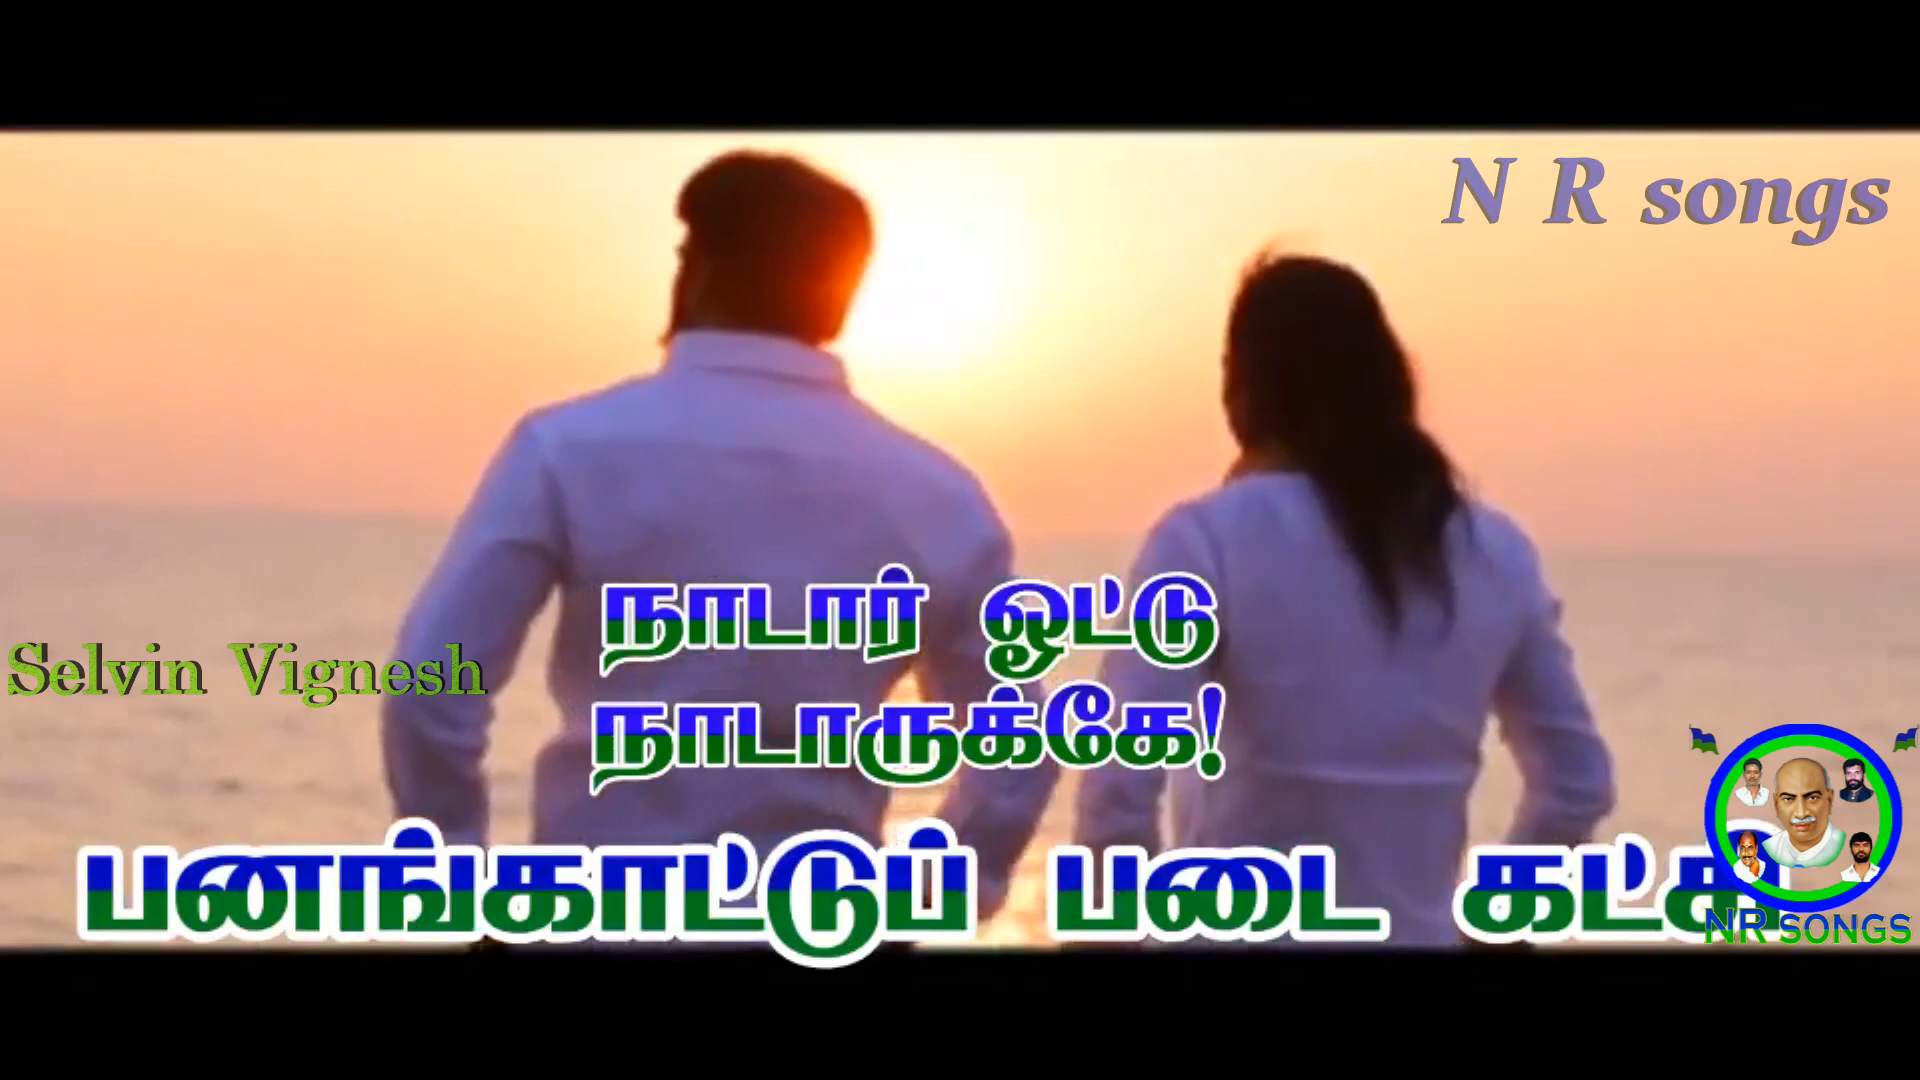 N R songs
நாடார் ஓட்டு
நாடாருக்கே!
Selvin Vignesh
பனங்காட்டுப் படை கட்சி
NR SONGS